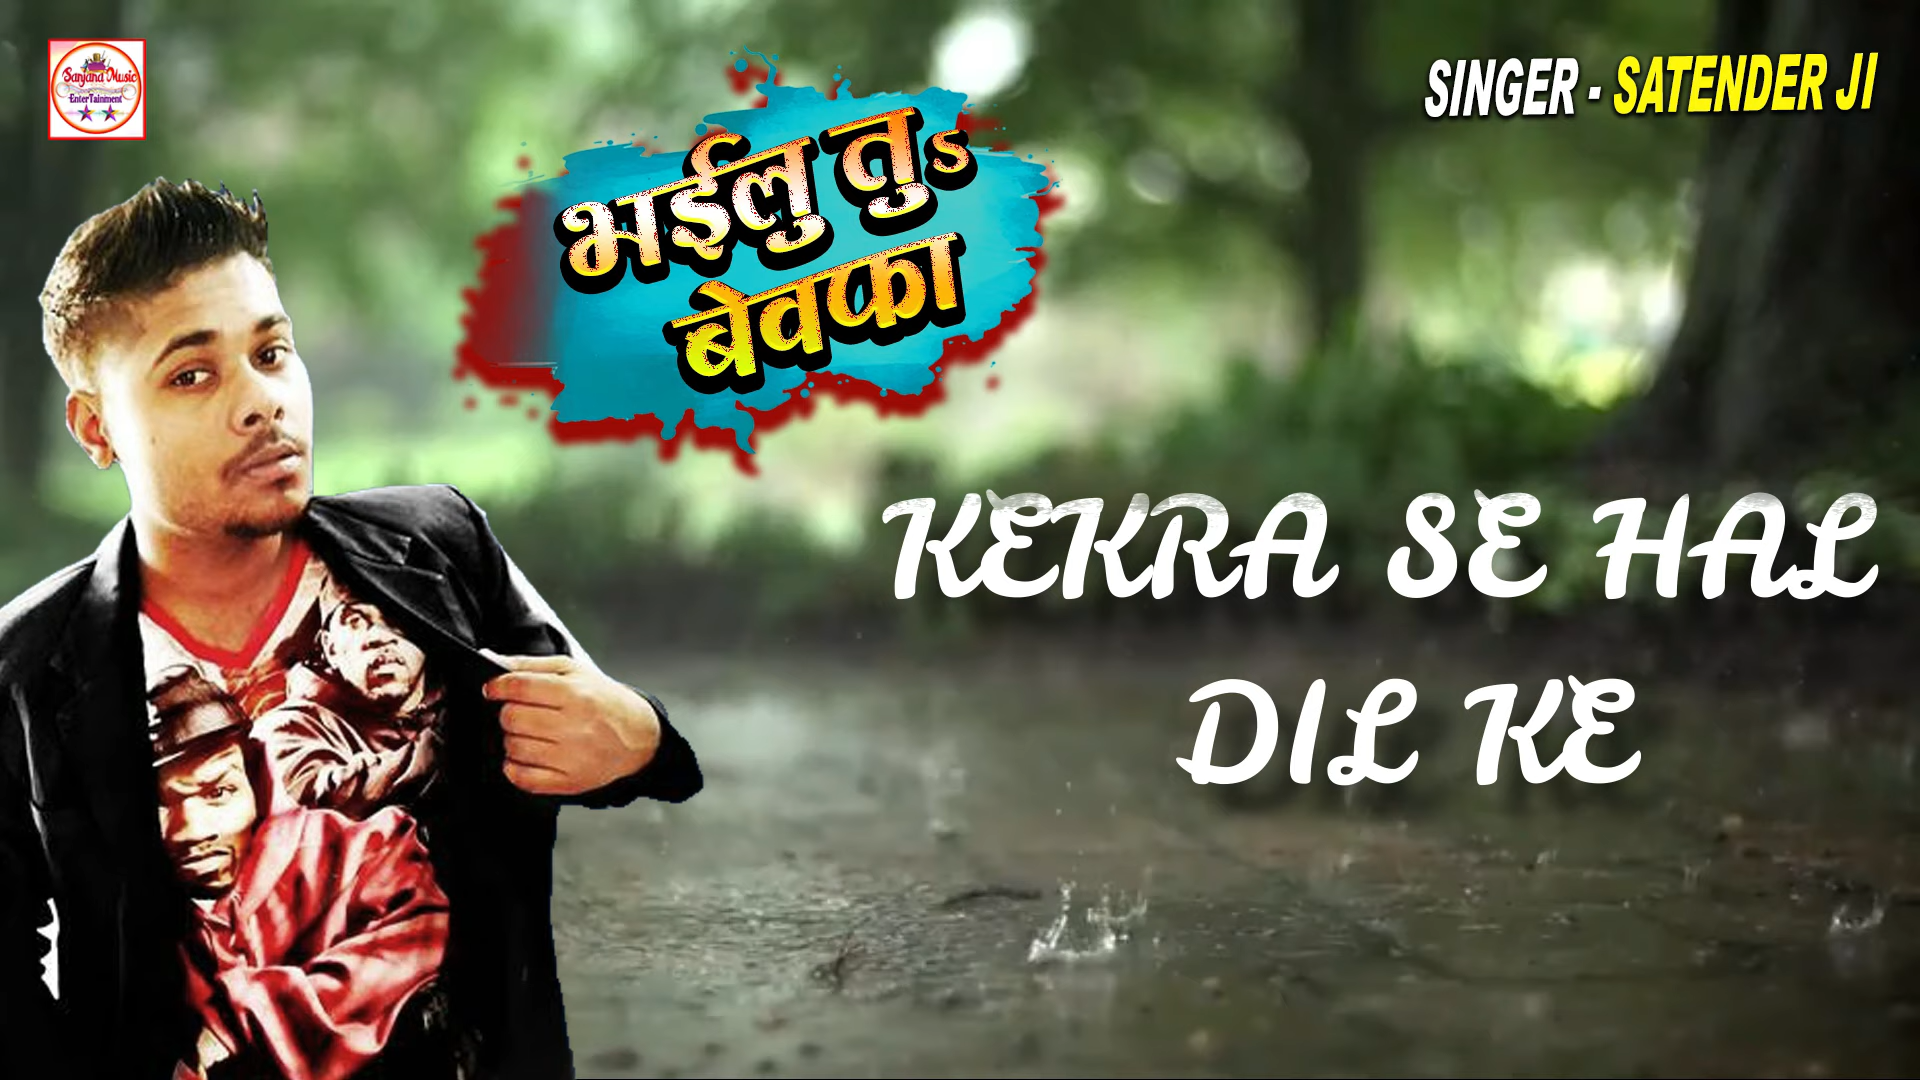 Sanjana Music
EnterTainment
SINGER - SATENDER JI
भईलु तु ऽ
बेवफा
KEKRA SE HAL
DIL KE